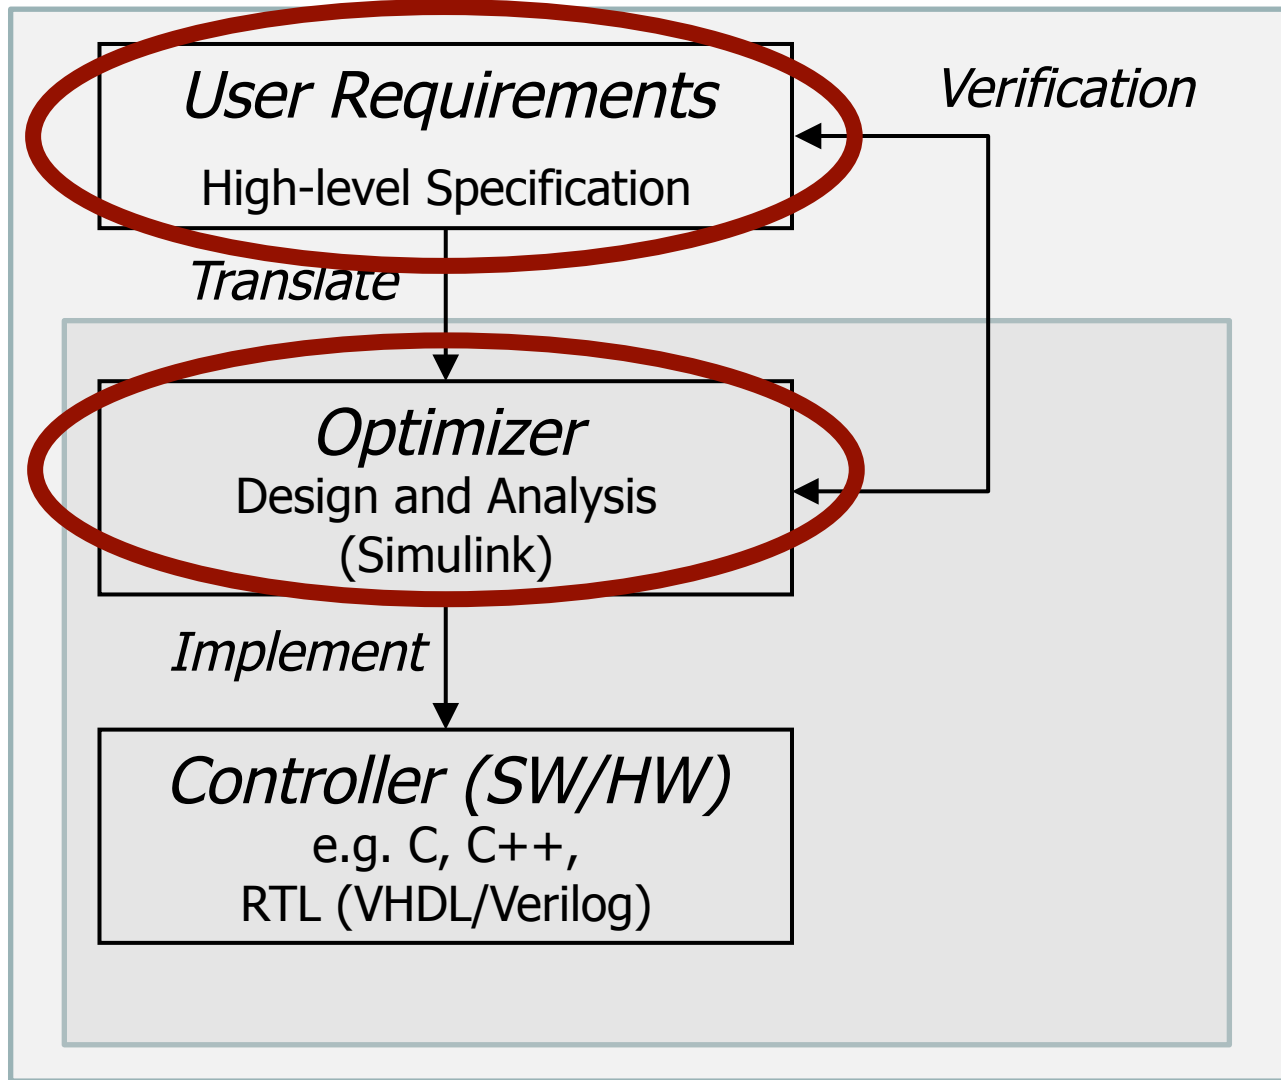 User Requirements
Verification
High-level Specification
Translate
Optimizer
Design and Analysis
(Simulink)
Implement
Controller (SW/HW)
e.g. C, C++,
RTL (VHDL/Verilog)